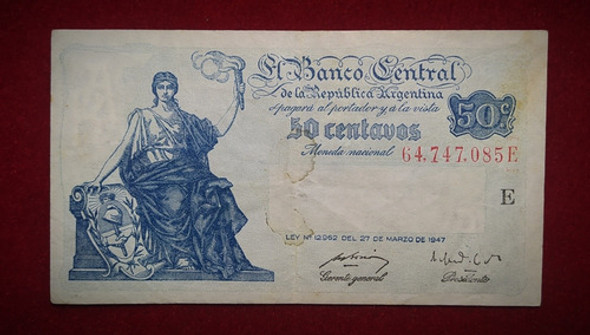 El Banco Central
de la República Argentina
pagará al portador y a la vista
50¢
50 centavos
Moneda nacional 64.747.085E
E
LEY Nº 12.962 DEL 27 DE MARZO DE 1947
Gerente general
Presidente